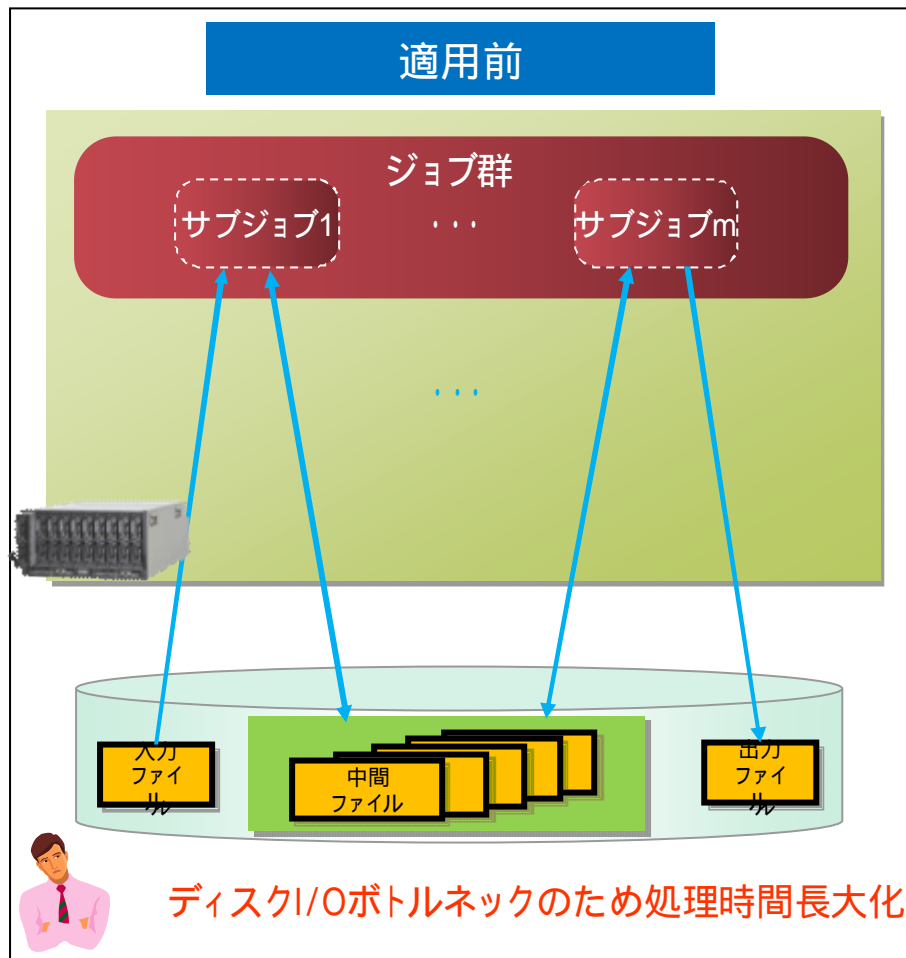 適用前
ジョブ群
サブジョブ1
・・・
サブジョブm
・・・
入力
ファイ
ル
中間
ファイル
出力
ファイ
ル
ディスクI/Oボトルネックのため処理時間長大化